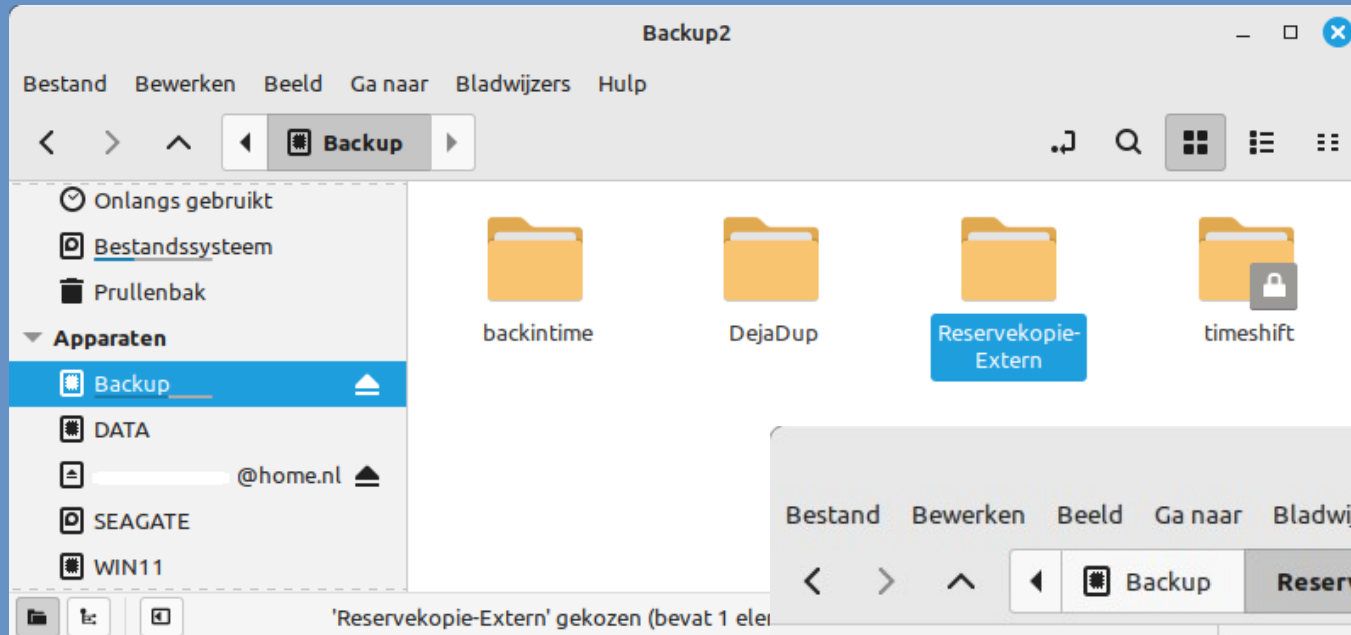 Backup2
Bestand Bewerken Beeld Ga naar Bladwijzers Hulp
Backup
Onlangs gebruikt
Bestandssysteem
Prullenbak
Apparaten
Backup
DATA
@home.nl
SEAGATE
WIN11
backintime
DejaDup
Reservekopie-
Extern
timeshift
'Reservekopie-Extern' gekozen (bevat 1
Bestand Bewerken Beeld Ga naar
Backup